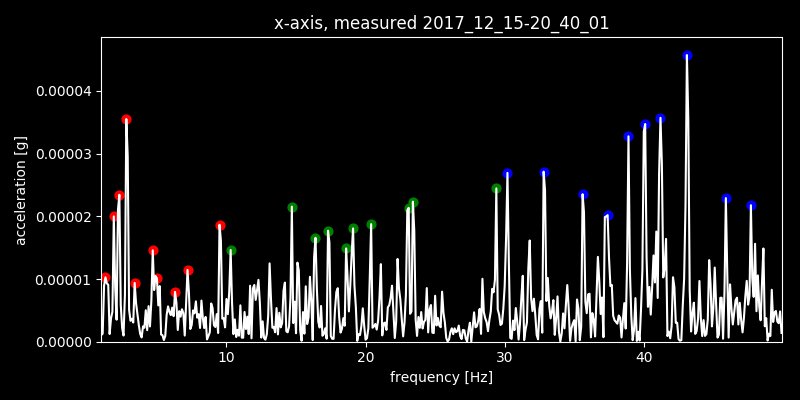 x-axis, measured 2017_12_15-20_40_01
acceleration [g]
0.00004
0.00003
0.00002
0.00001
0.00000
10 20 30 40
frequency [Hz]